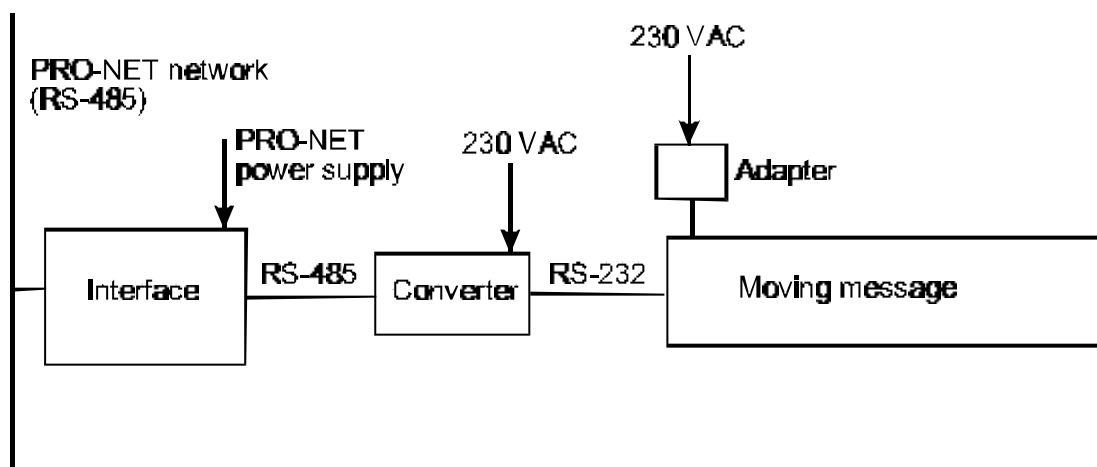 230 VAC
PRO-NET network
(RS-485)
PRO-NET
power supply
230 VAC
Adapter
Interface
RS-485
Converter
RS-232
Moving message